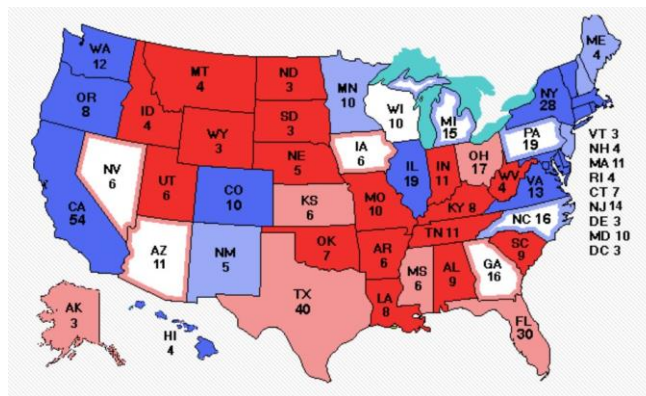 WA
12
OR
8
CA
54
NV
6
ID
4
MT
4
WY
3
UT
6
AZ
11
CO
10
NM
5
ND
3
SD
3
NE
5
KS
6
OK
7
TX
40
MN
10
IA
6
MO
10
AR
6
LA
8
WI
10
IL
19
MI
15
IN
11
OH
17
KY 8
TN 11
MS
6
AL
9
GA
16
FL
30
SC
9
NC 16
VA
13
WV
4
PA
19
NY
28
ME
4
VT 3
NH 4
MA 11
RI 4
CT 7
NJ 14
DE 3
MD 10
DC 3
AK
3
HI
4